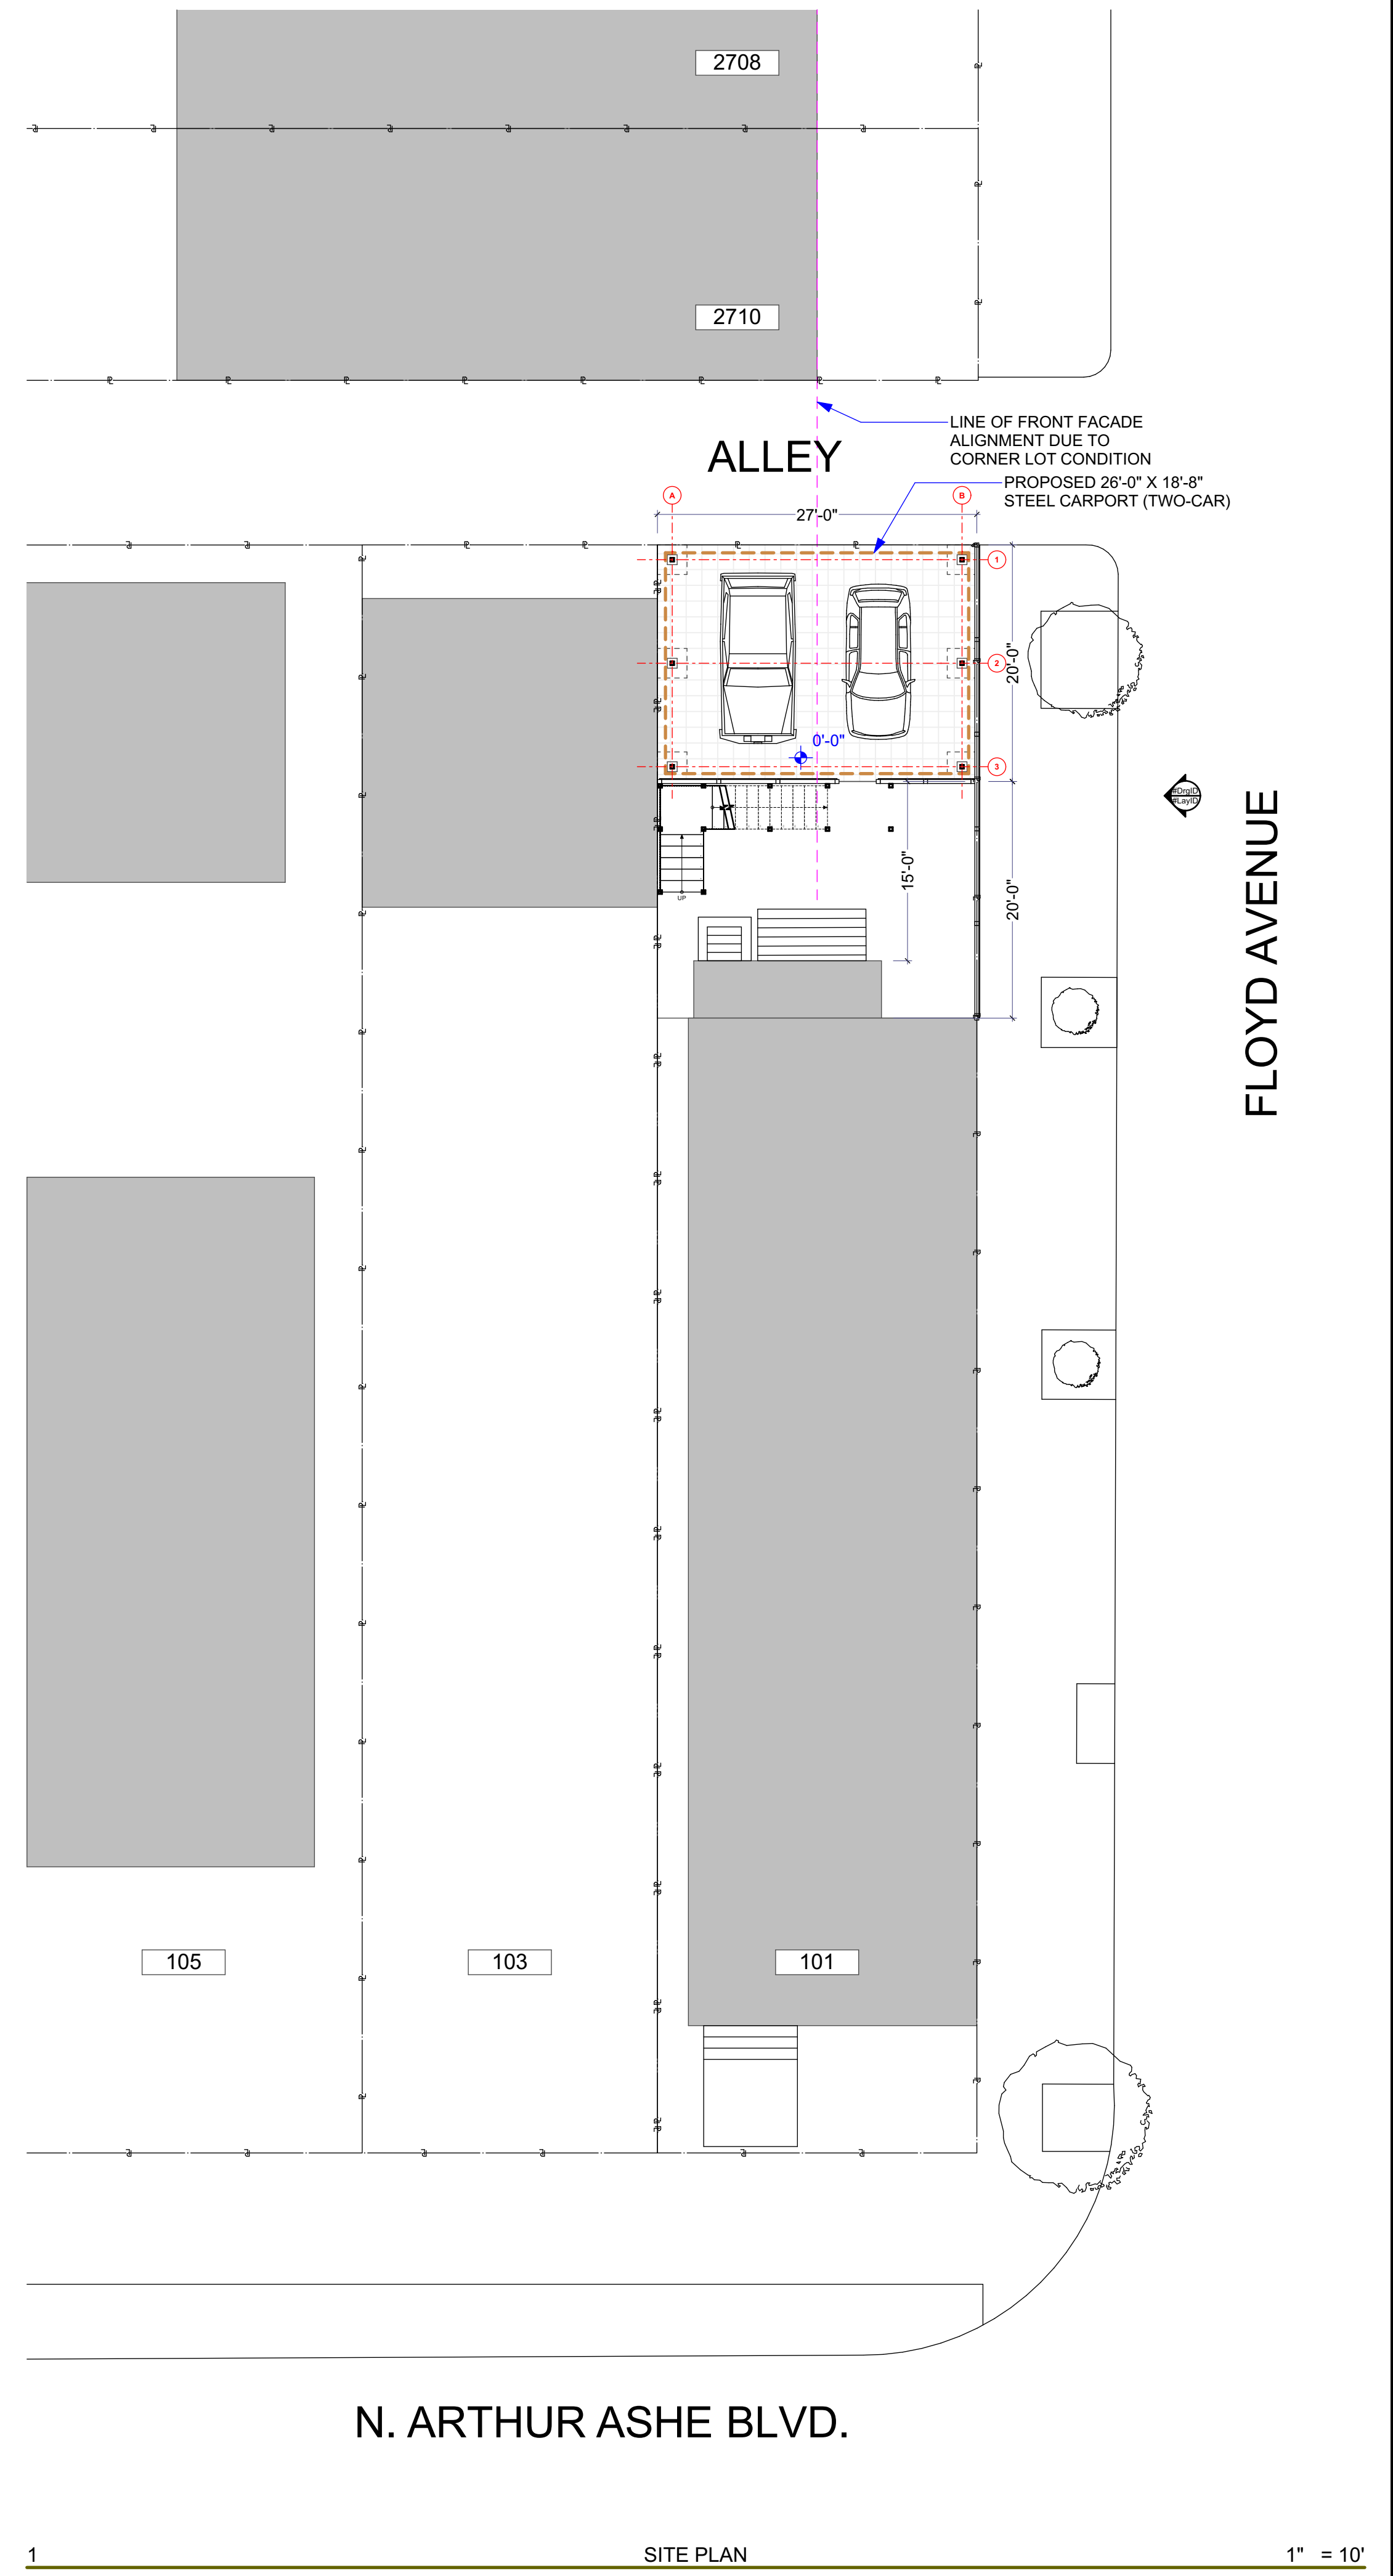 2708
2710
LINE OF FRONT FACADE
ALIGNMENT DUE TO
CORNER LOT CONDITION
ALLEY
PROPOSED 26'-0" X 18'-8"
STEEL CARPORT (TWO-CAR)
A
B
27'-0"
1
2
20'-0"
0'-0"
3
#DrgID
#LayID
15'-0"
20'-0"
UP
FLOYD AVENUE
105
103
101
N. ARTHUR ASHE BLVD.
1
SITE PLAN
1" = 10'